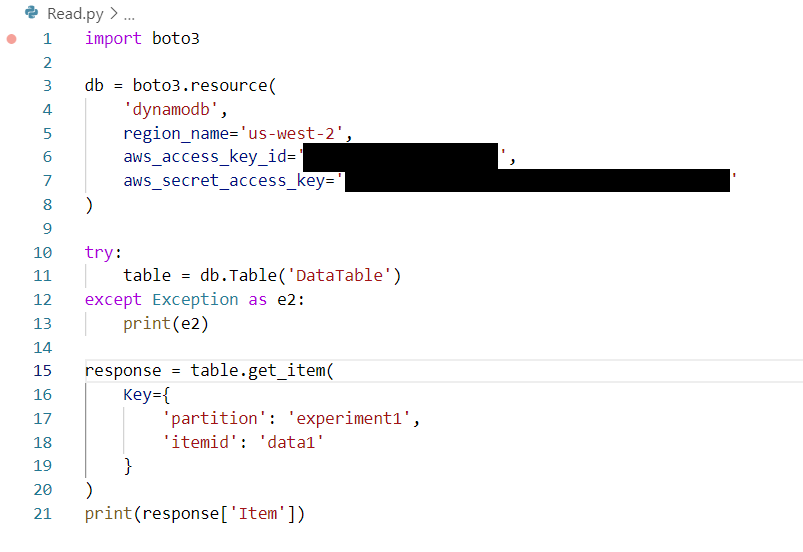 Read.py > ...
1 import boto3
2
3 db = boto3.resource(
4     'dynamodb',
5     region_name='us-west-2',
6     aws_access_key_id='',
7     aws_secret_access_key=''
8 )
9
10 try:
11     table = db.Table('DataTable')
12 except Exception as e2:
13     print(e2)
14
15 response = table.get_item(
16     Key={
17         'partition': 'experiment1',
18         'itemid': 'data1'
19     }
20 )
21 print(response['Item'])